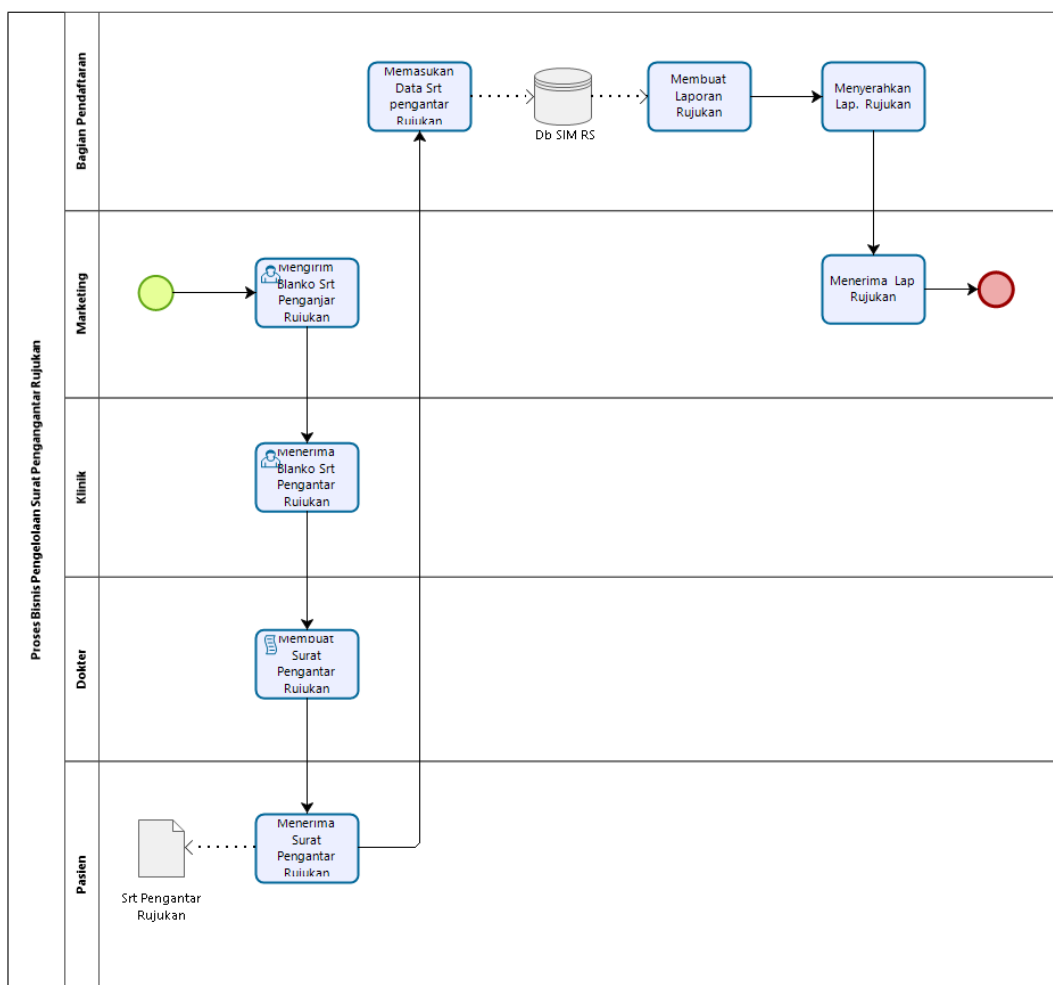 Proses Bisnis Pengelolaan Surat Pengangantar Rujukan
Bagian Pendaftaran
Memasukan
Data Srt
pengantar
Rujukan
Db SIM RS
Membuat
Laporan
Rujukan
Menyerahkan
Lap. Rujukan
Marketing
Mengirim
Blanko Srt
Penganjar
Rujukan
Menerima Lap
Rujukan
Klinik
Menerima
Blanko Srt
Pengantar
Rujukan
Dokter
Membuat
Surat
Pengantar
Rujukan
Pasien
Menerima
Surat
Pengantar
Rujukan
Srt Pengantar
Rujukan